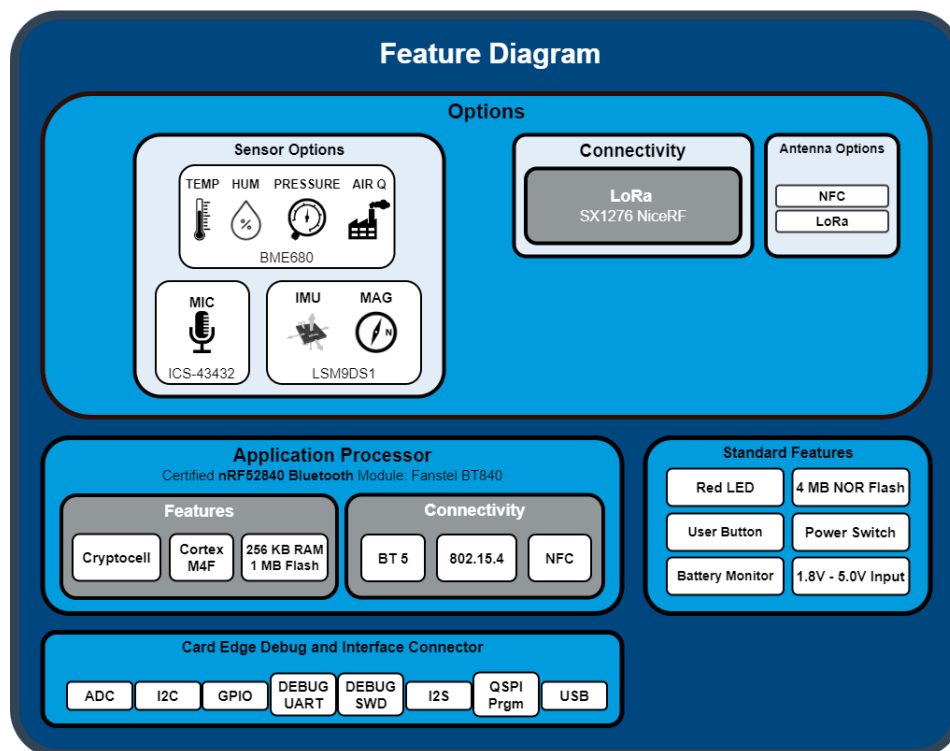 Feature Diagram
Options
Sensor Options
TEMP HUM PRESSURE AIR Q
%
BME680
MIC
ICS-43432
IMU MAG
N
LSM9DS1
Connectivity
LoRa
SX1276 NiceRF
Antenna Options
NFC
LoRa
Application Processor
Certified nRF52840 Bluetooth Module: Fanstel BT840
Features
Cryptocell
Cortex
M4F
256 KB RAM
1 MB Flash
Connectivity
BT 5
802.15.4
NFC
Standard Features
Red LED
4 MB NOR Flash
User Button
Power Switch
Battery Monitor
1.8V - 5.0V Input
Card Edge Debug and Interface Connector
ADC
I2C
GPIO
DEBUG
UART
DEBUG
SWD
I2S
QSPI
Prgm
USB